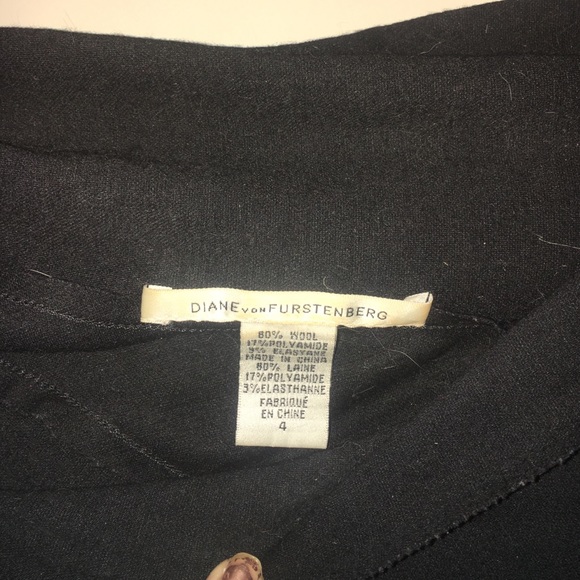 DIANE VON FURSTENBERG
80% WOOL
17%POLYAMIDE
3% ELASTANE
MADE IN CHINA
80% LAINE
17%POLYAMIDE
3%ELASTHANNE
FABRIQUÉ
EN CHINE
4